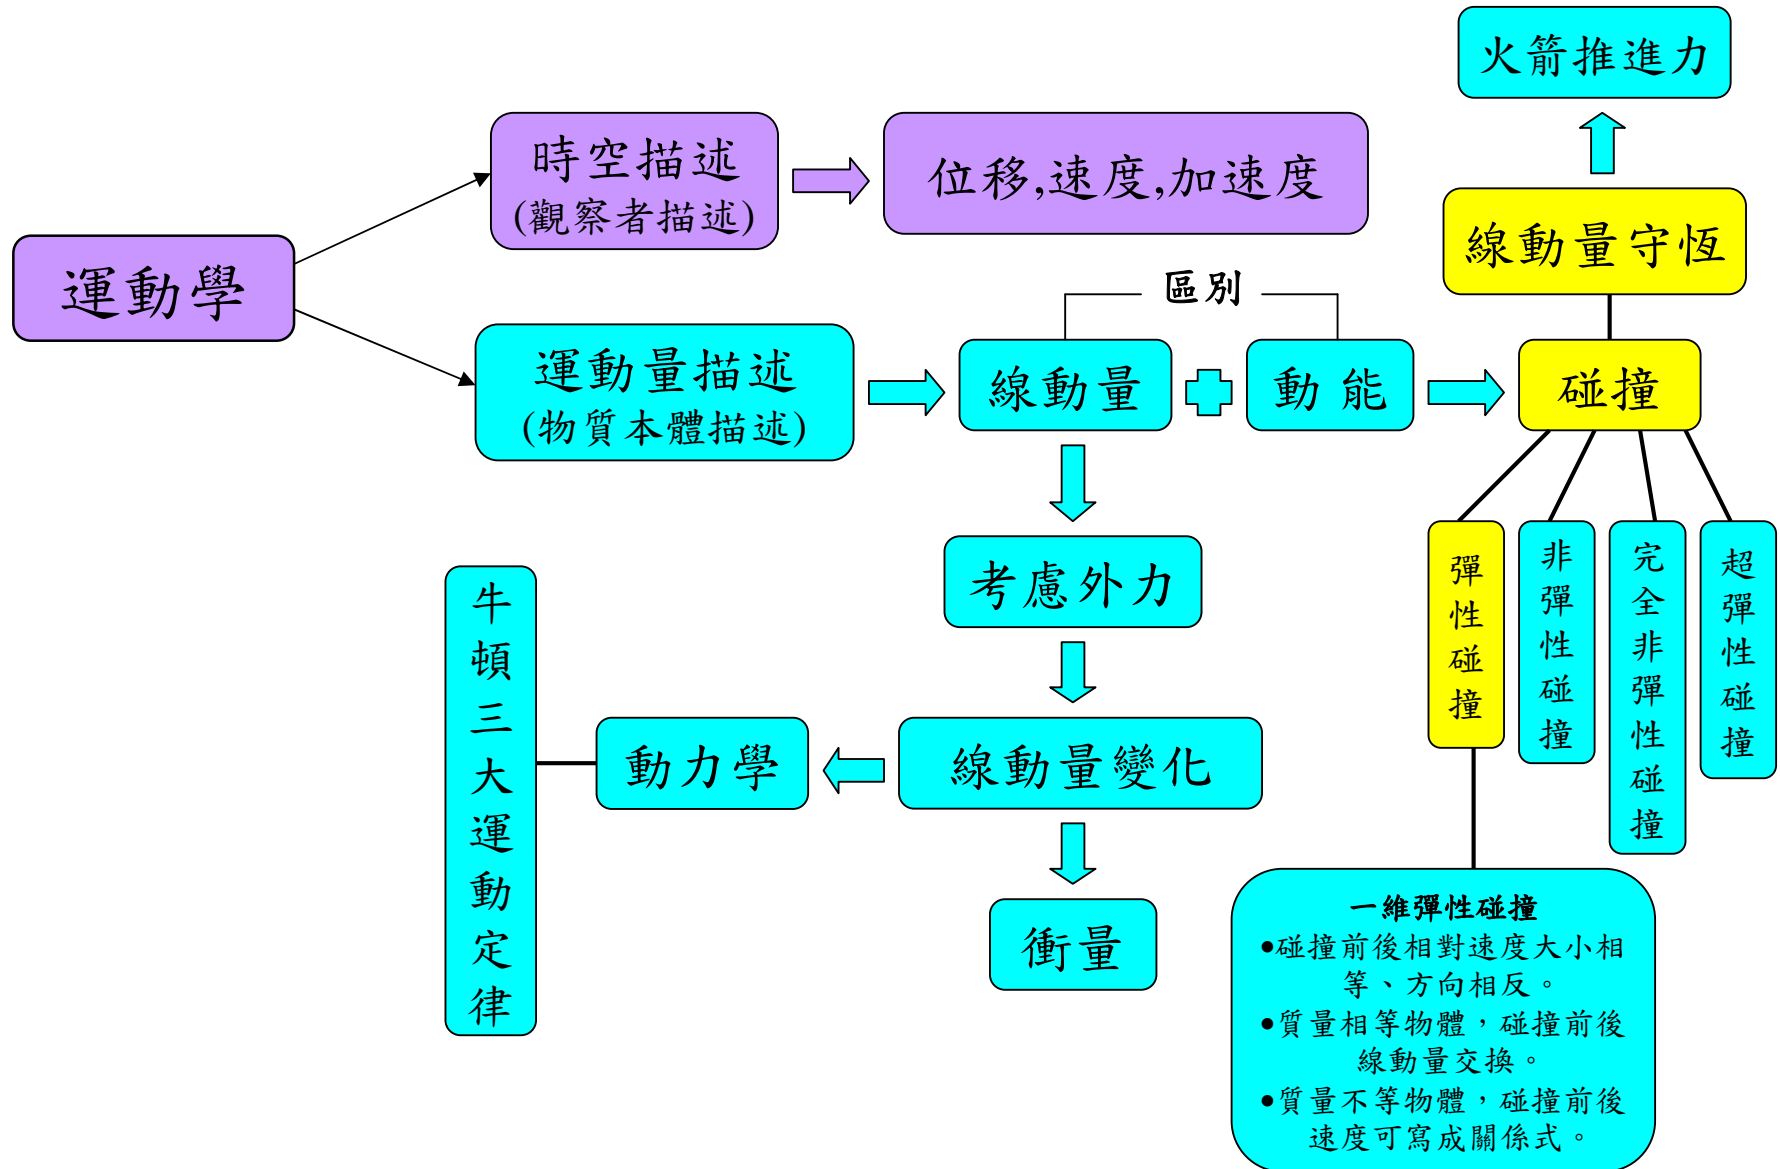 火箭推進力
時空描述
(觀察者描述)
位移,速度,加速度
線動量守恆
運動學
區別
運動量描述
(物質本體描述)
線動量
動能
碰撞
考慮外力
彈性碰撞
非彈性碰撞
完全非彈性碰撞
超彈性碰撞
牛頓三大運動定律
動力學
線動量變化
衝量
一維彈性碰撞
•碰撞前後相對速度大小相
等、方向相反。
•質量相等物體，碰撞前後
線動量交換。
•質量不等物體，碰撞前後
速度可寫成關係式。